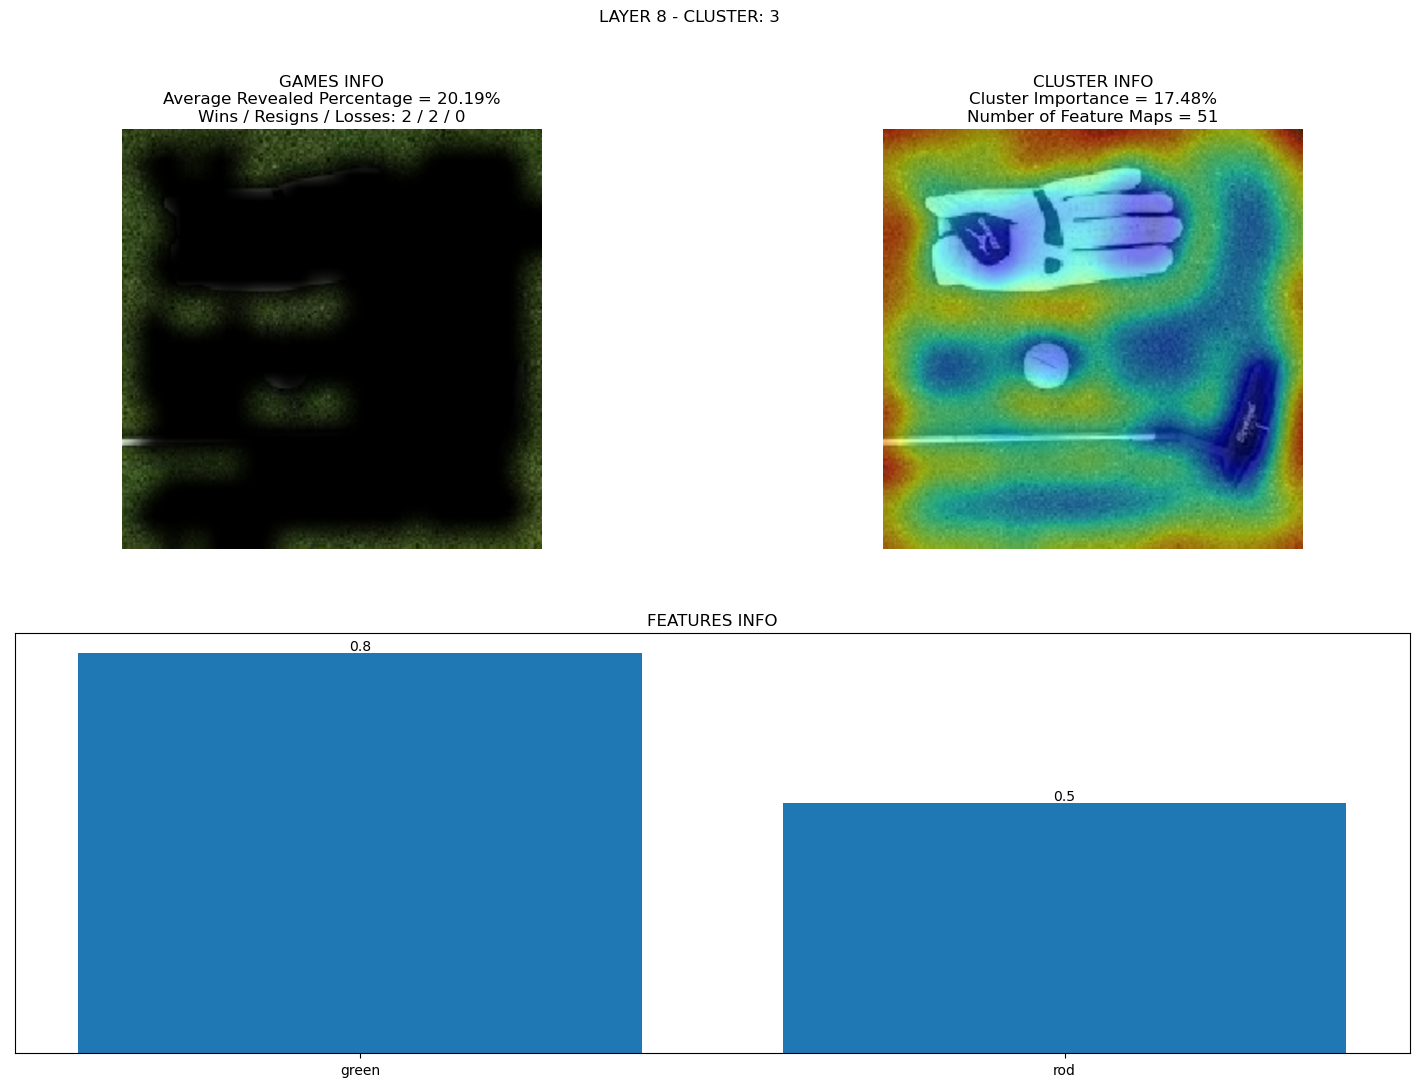 LAYER 8 - CLUSTER: 3
GAMES INFO
Average Revealed Percentage = 20.19%
Wins / Resigns / Losses: 2 / 2 / 0
CLUSTER INFO
Cluster Importance = 17.48%
Number of Feature Maps = 51
FEATURES INFO
0.8
0.5
green
rod